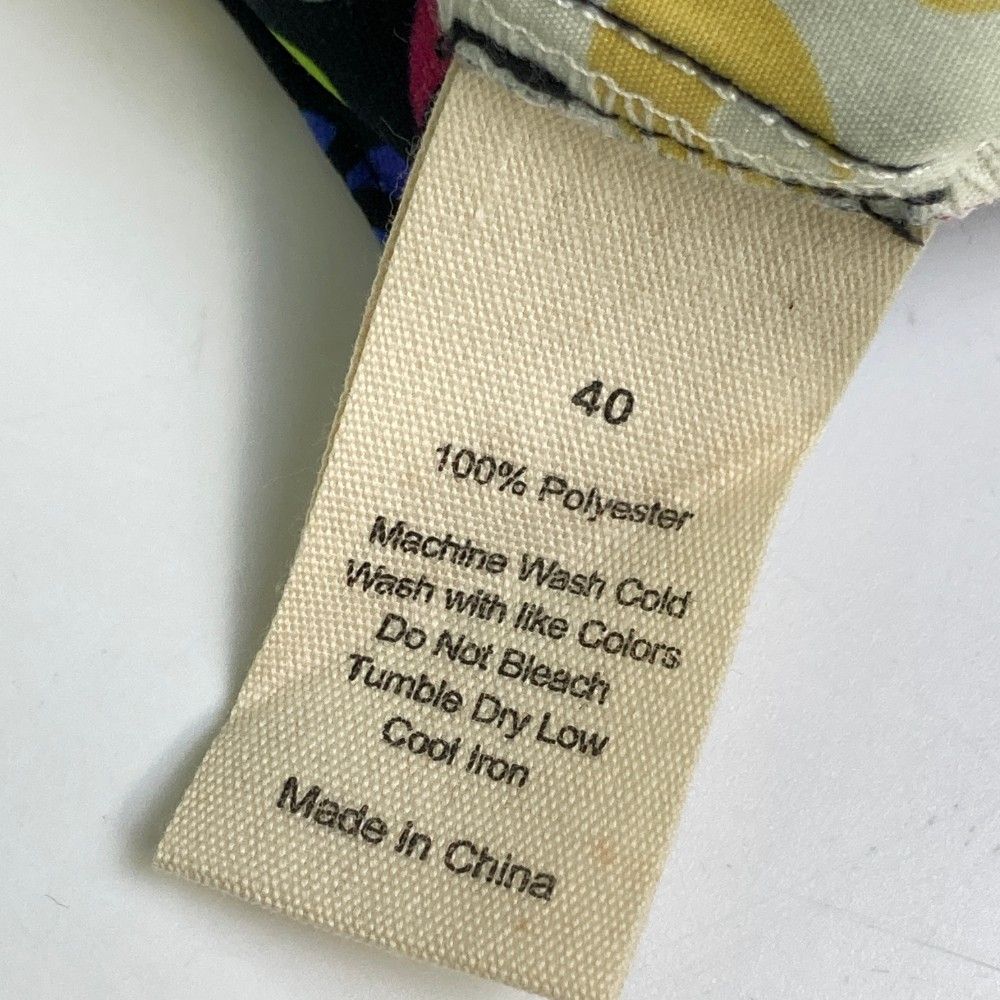 40
100% Polyester
Machine Wash Cold
Wash with like Colors
Do Not Bleach
Tumble Dry Low
Cool Iron
Made in China